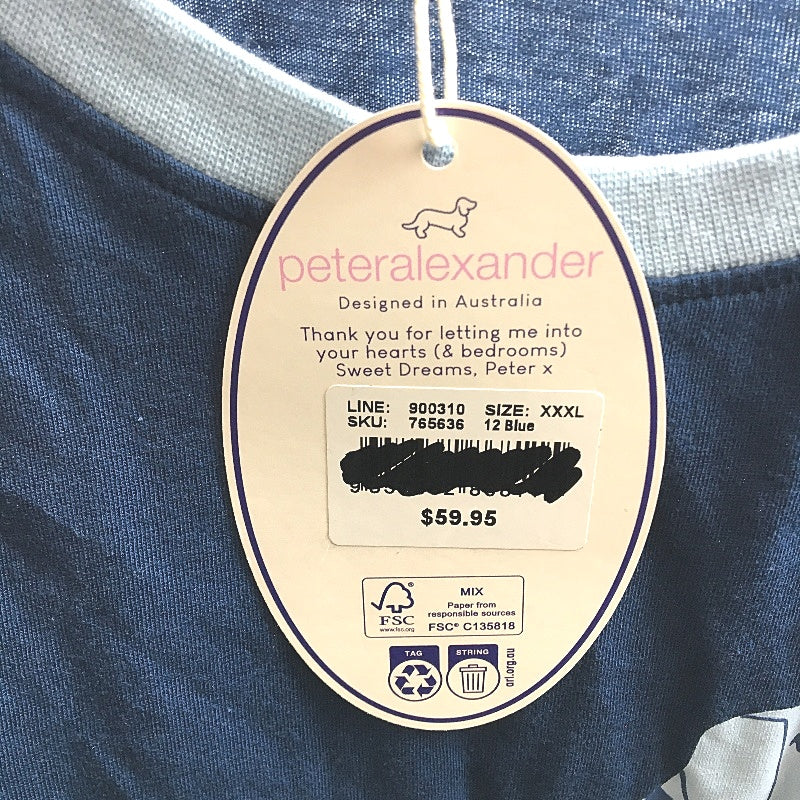 peteralexander
Designed in Australia
Thank you for letting me into
your hearts (& bedrooms)
Sweet Dreams, Peter x
LINE: 900310 SIZE: XXXL
SKU: 765636 12 Blue
$59.95
FSC®
www.fsc.org
MIX
Paper from
responsible sources
FSC® C135818
TAG
STRING
arl.org.au